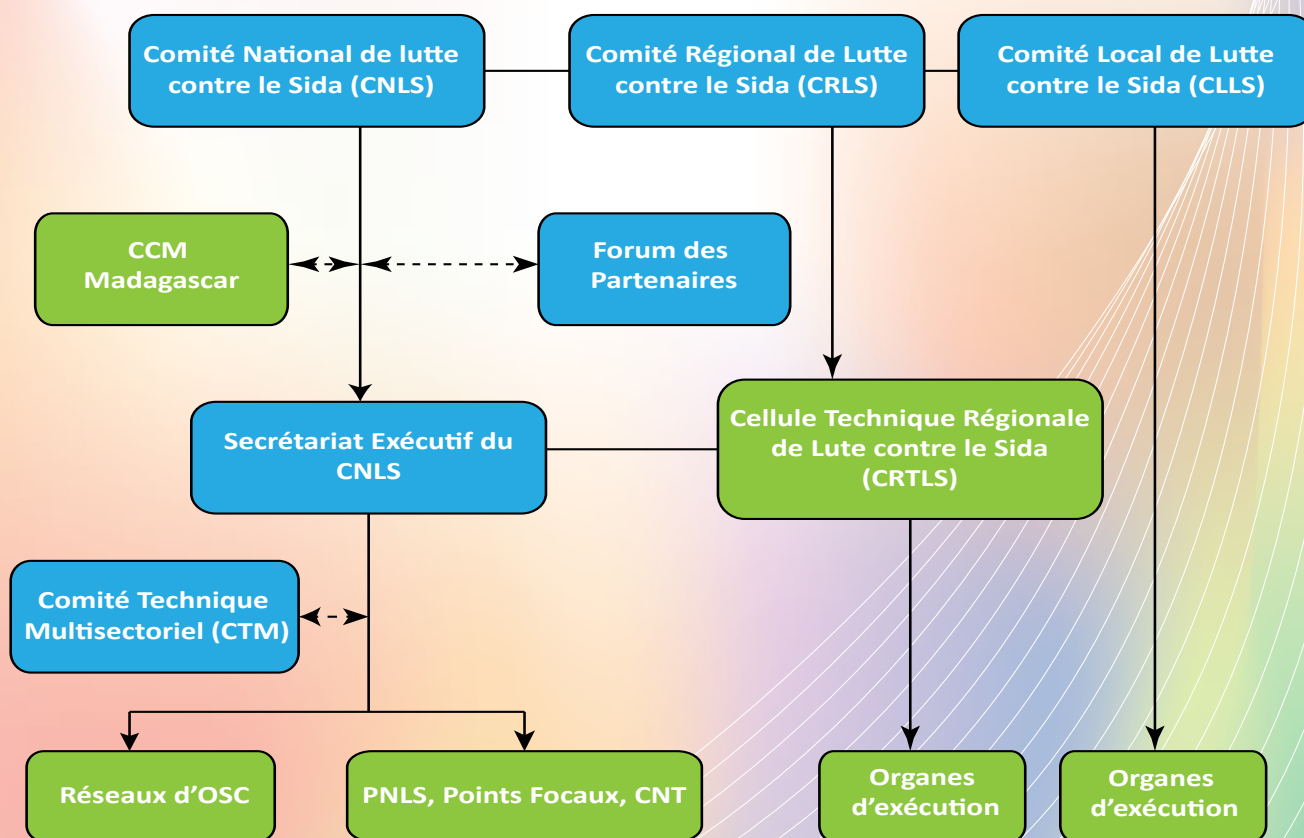 Comité National de lutte
contre le Sida (CNLS)
Comité Régional de Lutte
contre le Sida (CRLS)
Comité Local de Lutte
contre le Sida (CLLS)
CCM
Madagascar
Forum des
Partenaires
Secrétariat Exécutif du
CNLS
Cellule Technique Régionale
de Lute contre le Sida
(CRTLS)
Comité Technique
Multisectoriel (CTM)
Réseaux d'OSC
PNLS, Points Focaux, CNT
Organes
d'exécution
Organes
d'exécution